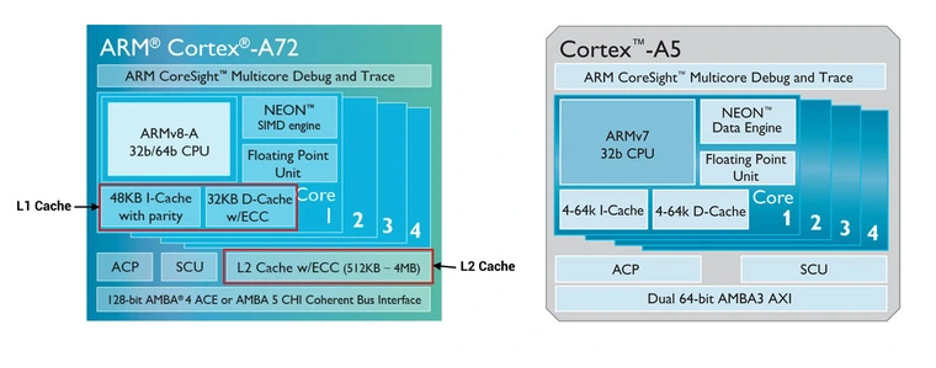 ARM® Cortex®-A72
ARM CoreSight™ Multicore Debug and Trace
ARMv8-A
32b/64b CPU
NEON™
SIMD engine
Floating Point
Unit
L1 Cache
48KB I-Cache
with parity
32KB D-Cache
w/ECC
Core
1
2
3
4
ACP
SCU
L2 Cache w/ECC (512KB ~ 4MB)
L2 Cache
128-bit AMBA® 4 ACE or AMBA 5 CHI Coherent Bus Interface
Cortex™-A5
ARM CoreSight™ Multicore Debug and Trace
ARMv7
32b CPU
NEON™
Data Engine
Floating Point
Unit
4-64k I-Cache
4-64k D-Cache
Core
1
2
3
4
ACP
SCU
Dual 64-bit AMBA3 AXI